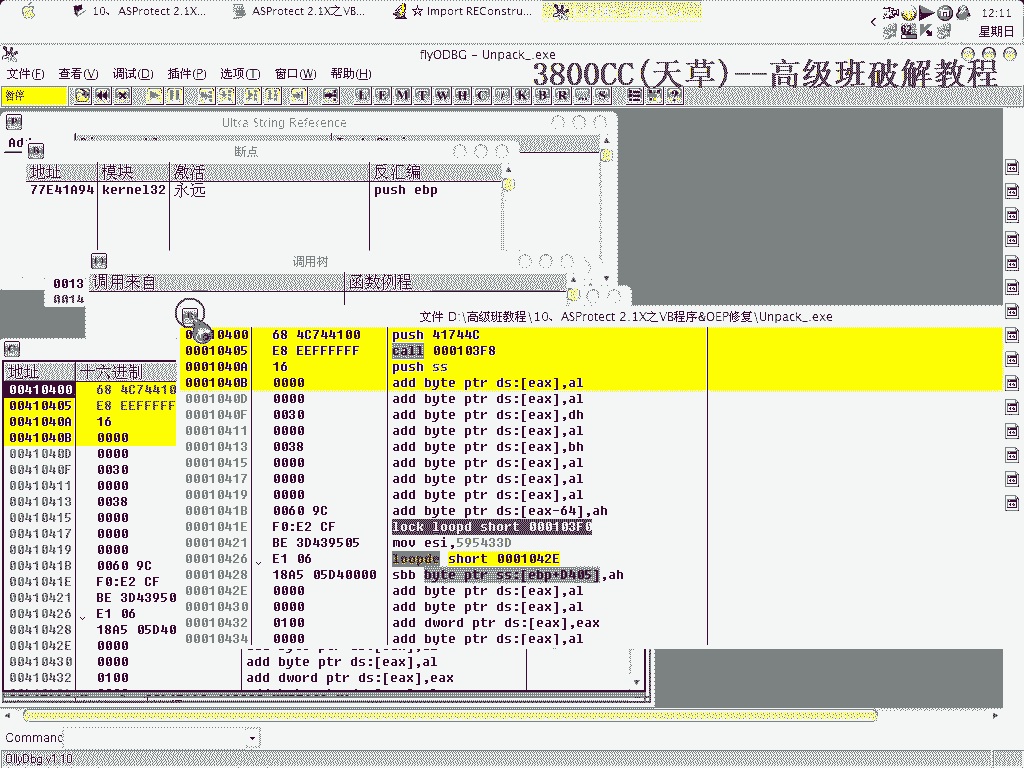 10、ASProtect 2.1X...
ASProtect 2.1X之VB...
☆ Import REConstru...
12:11
星期日
flyODBG - Unpack_.exe
文件(F) 查看(V) 调试(D) 插件(P) 选项(T) 窗口(W) 帮助(H)
3800CC(天草)--高级班破解教程
暂停
L E M T W H C / K B R ... S
?
Ultra String Reference
断点
地址 模块 激活 反汇编
77E41A94 kernel32 永远 push ebp
调用树
0013 调用来自 函数例程
0014
文件 D:\高级班教程\10、ASProtect 2.1X之VB程序&OEP修复\Unpack_.exe
00010400 68 4C744100 push 41744C
00010405 E8 EEFFFFFF call 000103F8
0001040A 16 push ss
0001040B 0000 add byte ptr ds:[eax],al
0001040D 0000 add byte ptr ds:[eax],al
0001040F 0030 add byte ptr ds:[eax],dh
00010411 0000 add byte ptr ds:[eax],al
00010413 0038 add byte ptr ds:[eax],bh
00010415 0000 add byte ptr ds:[eax],al
00010417 0000 add byte ptr ds:[eax],al
00010419 0000 add byte ptr ds:[eax],al
0001041B 0060 9C add byte ptr ds:[eax-64],ah
0001041E F0:E2 CF lock loopd short 000103F0
00010421 BE 3D439505 mov esi,595433D
00010426 E1 06 loopde short 0001042E
00010428 18A5 05D40000 sbb byte ptr ss:[ebp+D405],ah
0001042E 0000 add byte ptr ds:[eax],al
00010430 0000 add byte ptr ds:[eax],al
00010432 0100 add dword ptr ds:[eax],eax
00010434 0000 add byte ptr ds:[eax],al
地址 十六进制
00410400 68 4C74410
00410405 E8 EEFFFFF
0041040A 16
0041040B 0000
0041040D 0000
0041040F 0030
00410411 0000
00410413 0038
00410415 0000
00410417 0000
00410419 0000
0041041B 0060 9C
0041041E F0:E2 CF
00410421 BE 3D43950
00410426 E1 06
00410428 18A5 05D40
0041042E 0000
00410430 0000 add byte ptr ds:[eax],al
00410432 0100 add dword ptr ds:[eax],eax
Command
OllyDbg v1.10